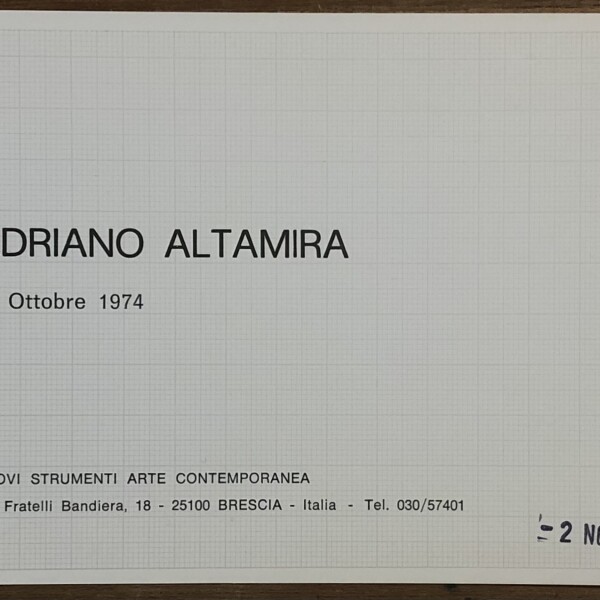 DRIANO ALTAMIRA
Ottobre 1974
OVI STRUMENTI ARTE CONTEMPORANEA
Fratelli Bandiera, 18 - 25100 BRESCIA - Italia - Tel. 030/57401
- 2 NO